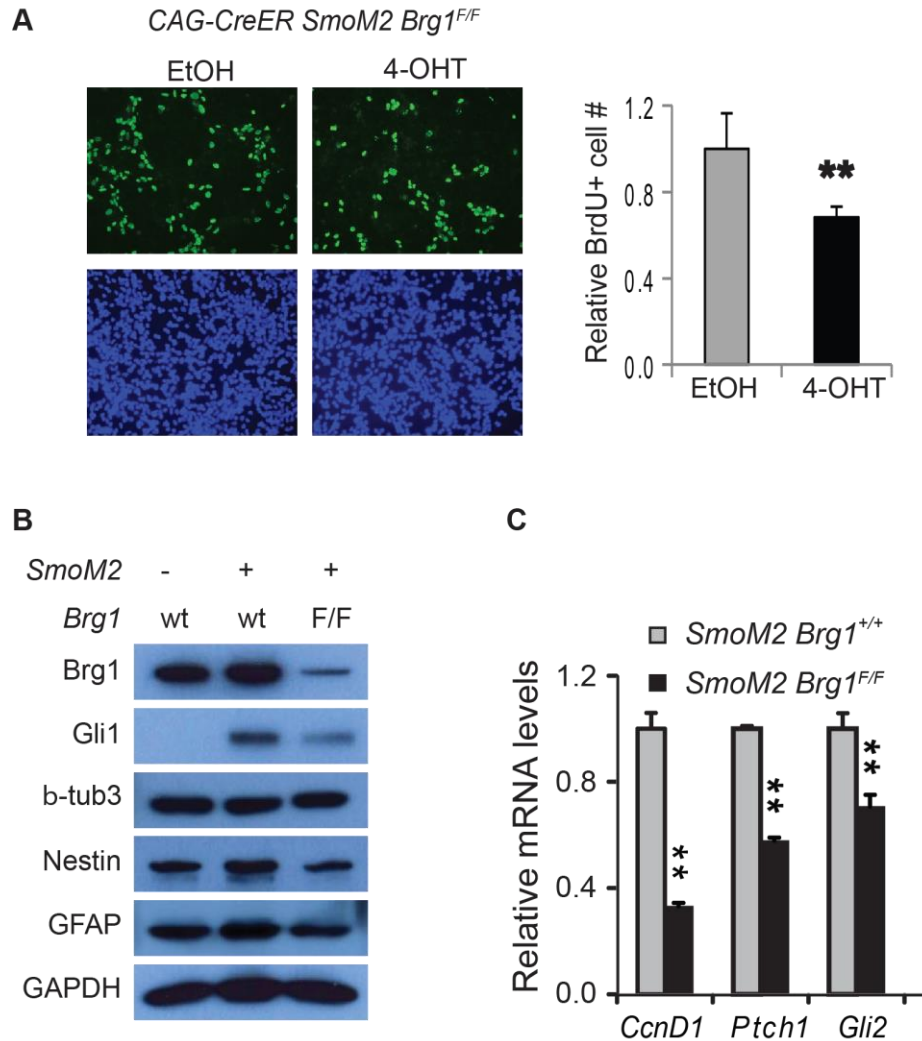 A
CAG-CreER SmoM2 Brg1F/F
EtOH 4-OHT
Relative BrdU+ cell #
1.2
0.8
0.4
0.0
**
EtOH 4-OHT
B
SmoM2 - + +
Brg1 wt wt F/F
Brg1
Gli1
b-tub3
Nestin
GFAP
GAPDH
C
SmoM2 Brg1+/+
SmoM2 Brg1F/F
Relative mRNA levels
1.2
0.8
0.4
0.0
**
**
**
CcnD1 Ptch1 Gli2